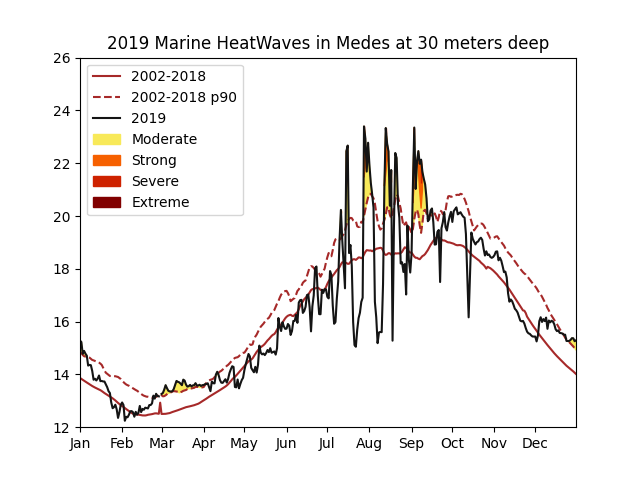 2019 Marine HeatWaves in Medes at 30 meters deep
26
24
22
20
18
16
14
12
2002-2018
2002-2018 p90
2019
Moderate
Strong
Severe
Extreme
Jan Feb Mar Apr May Jun Jul Aug Sep Oct Nov Dec